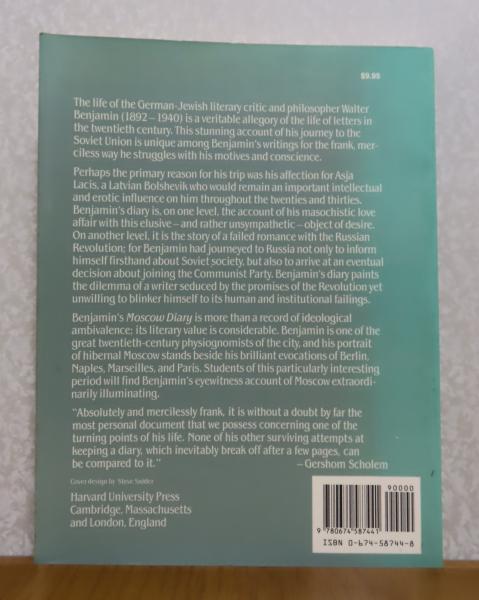 $9.95
The life of the German-Jewish literary critic and philosopher Walter
Benjamin (1892–1940) is a veritable allegory of the life of letters in
the twentieth century. This stunning account of his journey to the
Soviet Union is unique among Benjamin's writings for the frank, mer-
ciless way he struggles with his motives and conscience.
Perhaps the primary reason for his trip was his affection for Asja
Lacis, a Latvian Bolshevik who would remain an important intellectual
and erotic influence on him throughout the twenties and thirties.
Benjamin's diary is, on one level, the account of his masochistic love
affair with this elusive – and rather unsympathetic – object of desire.
On another level, it is the story of a failed romance with the Russian
Revolution; for Benjamin had journeyed to Russia not only to inform
himself firsthand about Soviet society, but also to arrive at an eventual
decision about joining the Communist Party. Benjamin's diary paints
the dilemma of a writer seduced by the promises of the Revolution yet
unwilling to blinker himself to its human and institutional failings.
Benjamin's Moscow Diary is more than a record of ideological
ambivalence; its literary value is considerable. Benjamin is one of the
great twentieth-century physiognomists of the city, and his portrait
of hibernal Moscow stands beside his brilliant evocations of Berlin,
Naples, Marseilles, and Paris. Students of this particularly interesting
period will find Benjamin's eyewitness account of Moscow extraordi-
narily illuminating.
"Absolutely and mercilessly frank, it is without a doubt by far the
most personal document that we possess concerning one of the
turning points of his life. None of his other surviving attempts at
keeping a diary, which inevitably break off after a few pages, can
be compared to it." – Gershom Scholem
Cover design by Steve Snider
Harvard University Press
Cambridge, Massachusetts
and London, England
90000
9 780674 587441
ISBN 0-674-58744-8